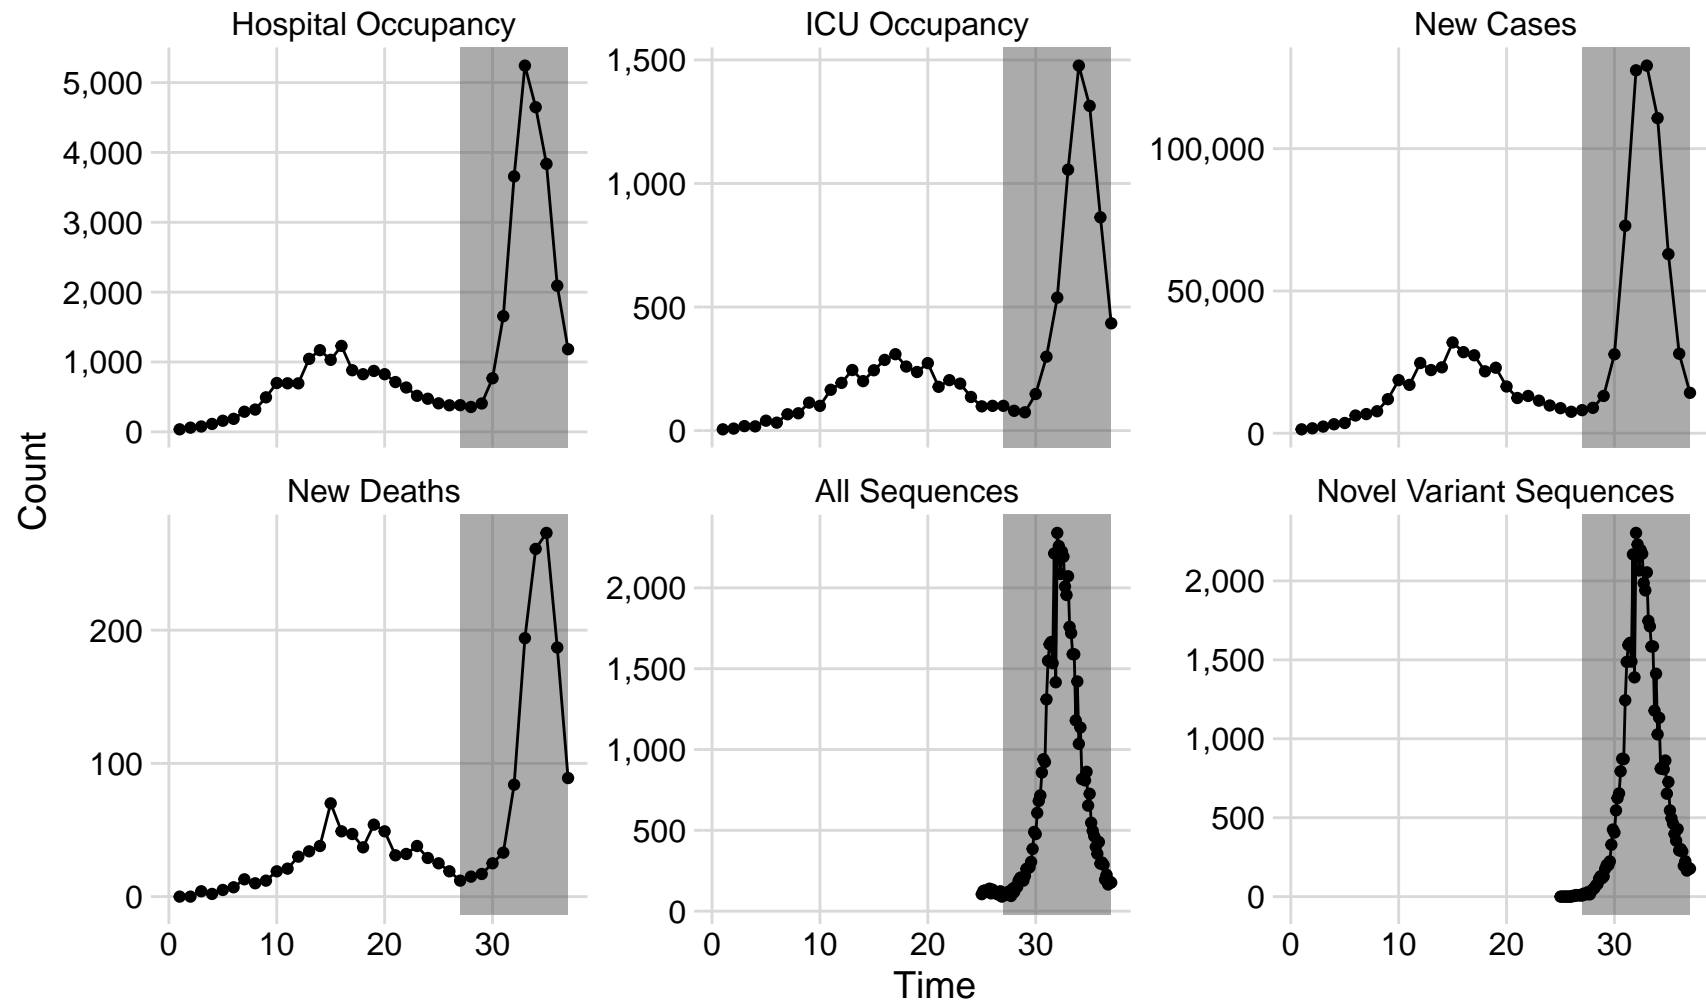 Hospital Occupancy
ICU Occupancy
New Cases
5,000
4,000
3,000
2,000
1,000
0
1,500
1,000
500
0
100,000
50,000
0
Count
New Deaths
All Sequences
Novel Variant Sequences
200
100
0
2,000
1,500
1,000
500
0
2,000
1,500
1,000
500
0
0 10 20 30
0 10 20 30
0 10 20 30
Time